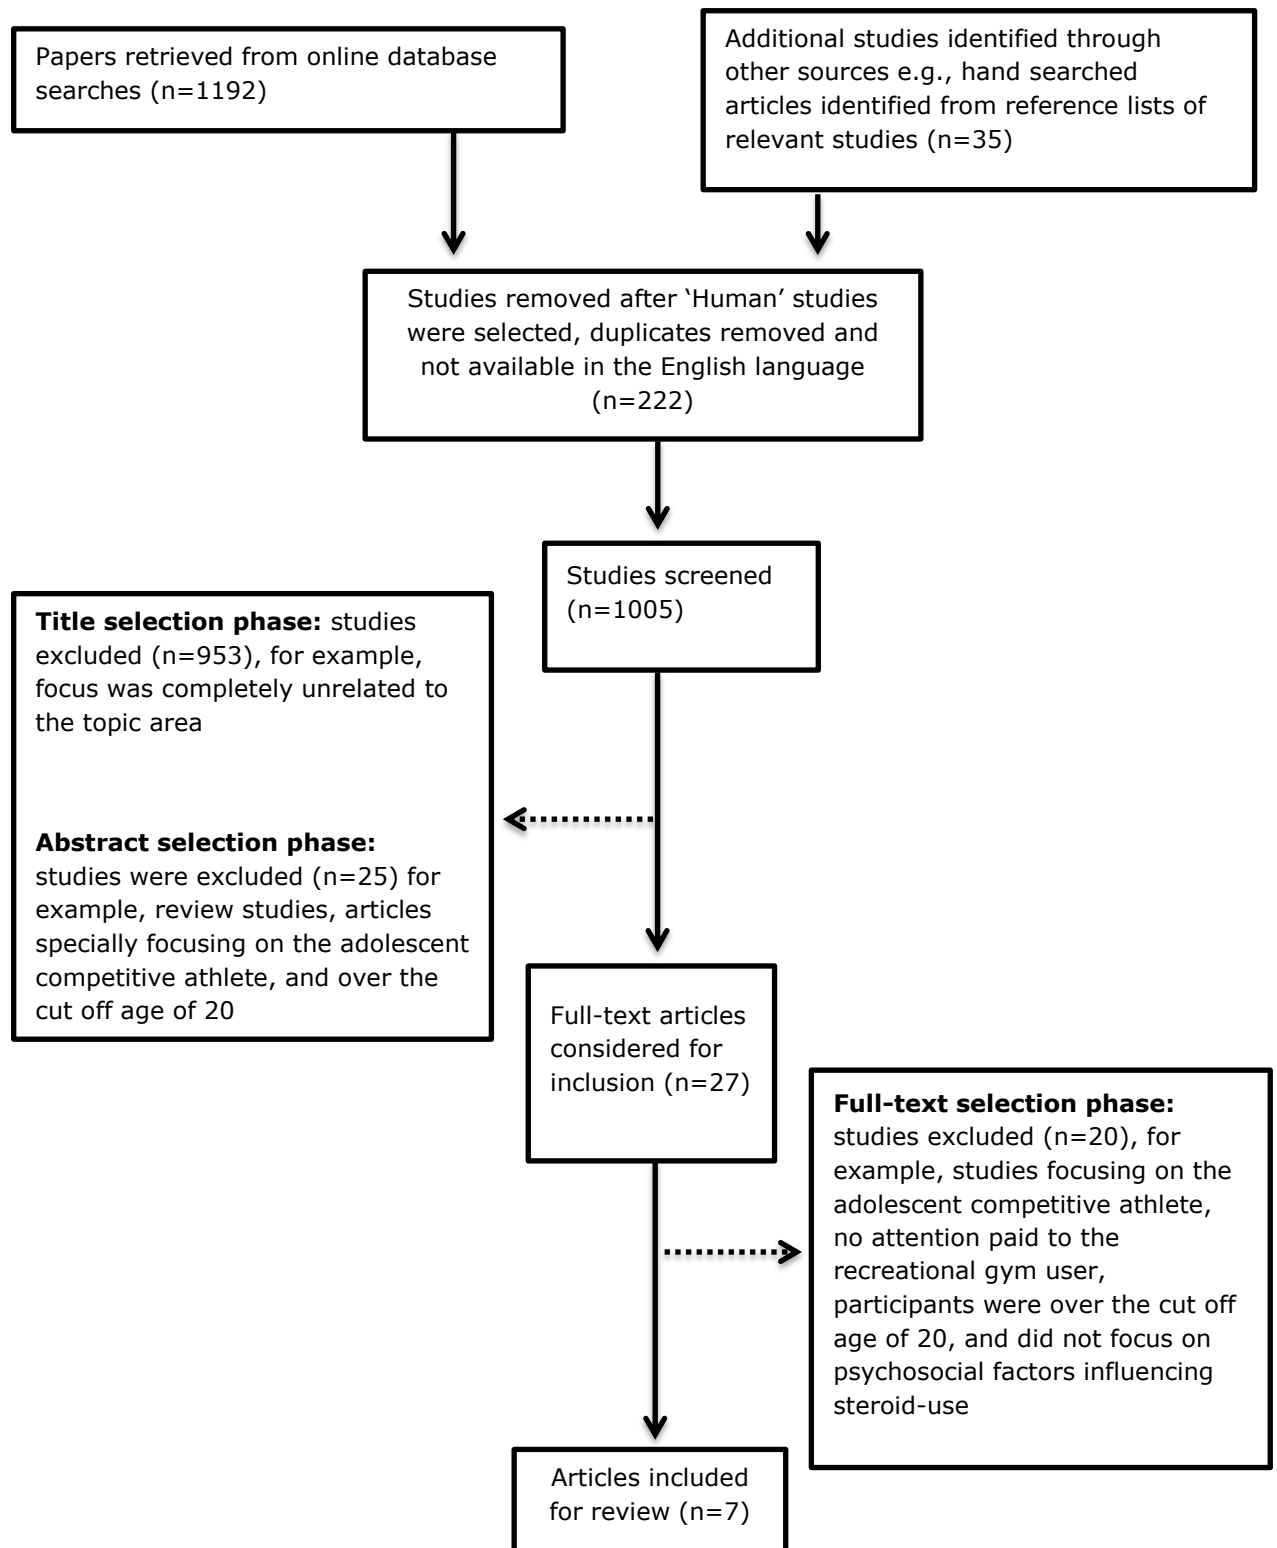 Papers retrieved from online database
searches (n=1192)
Additional studies identified through
other sources e.g., hand searched
articles identified from reference lists of
relevant studies (n=35)
Studies removed after ‘Human’ studies
were selected, duplicates removed and
not available in the English language
(n=222)
Studies screened
(n=1005)
Title selection phase: studies
excluded (n=953), for example,
focus was completely unrelated to
the topic area
Abstract selection phase:
studies were excluded (n=25) for
example, review studies, articles
specially focusing on the adolescent
competitive athlete, and over the
cut off age of 20
Full-text articles
considered for
inclusion (n=27)
Full-text selection phase:
studies excluded (n=20), for
example, studies focusing on the
adolescent competitive athlete,
no attention paid to the
recreational gym user,
participants were over the cut off
age of 20, and did not focus on
psychosocial factors influencing
steroid-use
Articles included
for review (n=7)